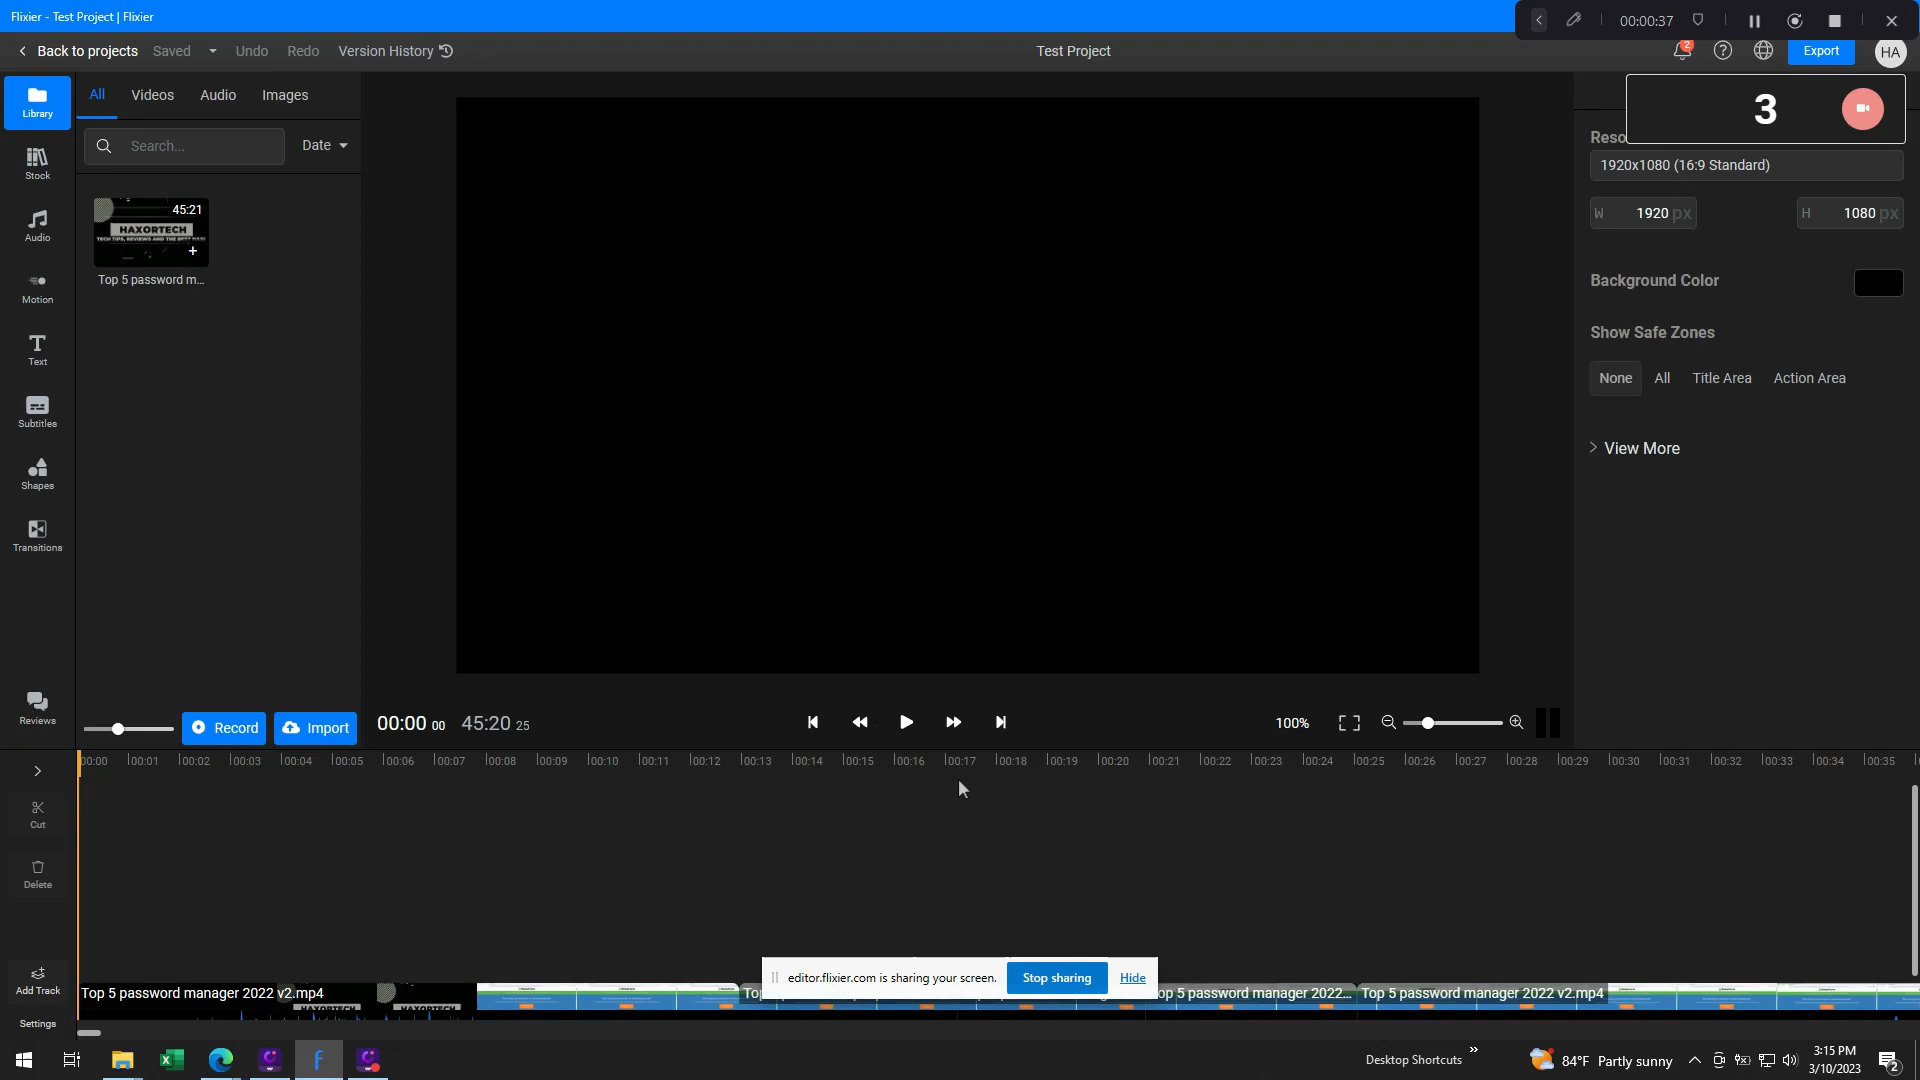 Flixier - Test Project | Flixier
00:00:37
Back to projects Saved Undo Redo Version History
Test Project
2
Export
HA
Library
All Videos Audio Images
3
Search...
Date
Reso
1920x1080 (16:9 Standard)
Stock
W 1920 px H 1080 px
45:21
HAXORTECH
Audio
Top 5 password m...
Background Color
Motion
Show Safe Zones
Text
None All Title Area Action Area
Subtitles
View More
Shapes
Transitions
Reviews
Record Import
00:00 00 45:20 25
100%
00:00 00:01 00:02 00:03 00:04 00:05 00:06 00:07 00:08 00:09 00:10 00:11 00:12 00:13 00:14 00:15 00:16 00:17 00:18 00:19 00:20 00:21 00:22 00:23 00:24 00:25 00:26 00:27 00:28 00:29 00:30 00:31 00:32 00:33 00:34 00:35
Cut
Delete
editor.flixier.com is sharing your screen. Stop sharing Hide
Add Track
Top 5 password manager 2022 v2.mp4
op 5 password manager 2022...
Top 5 password manager 2022 v2.mp4
Settings
Desktop Shortcuts
84°F Partly sunny
3:15 PM
3/10/2023
2